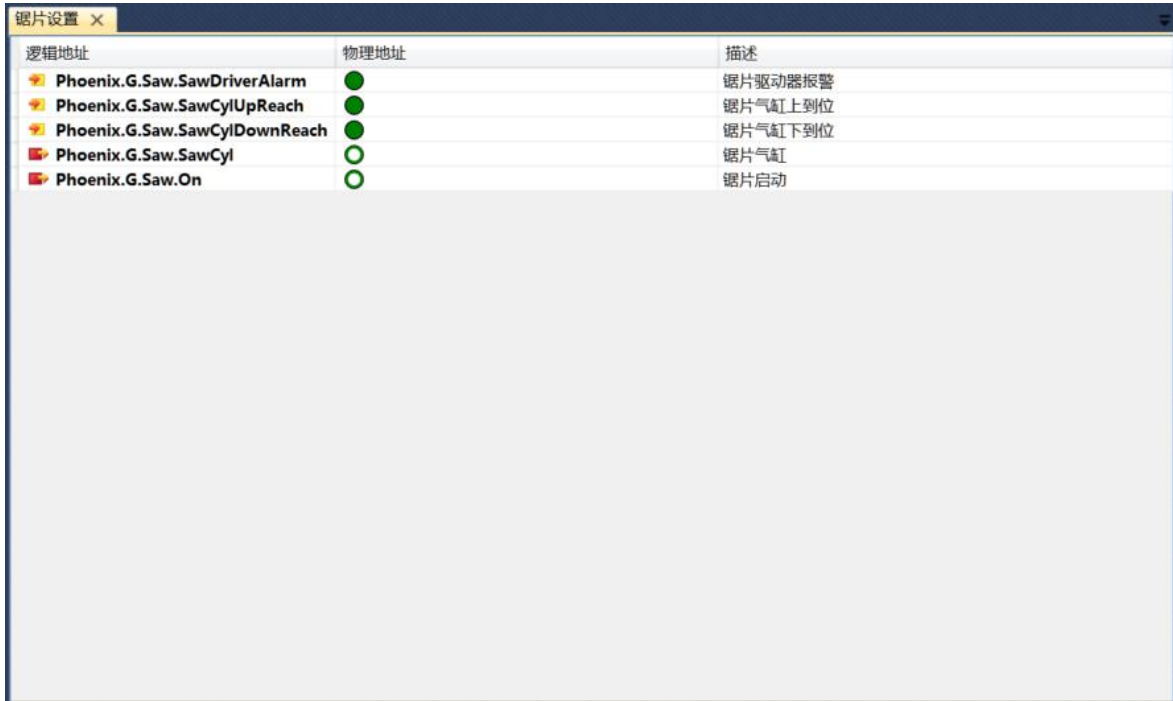 锯片设置
逻辑地址 物理地址 描述
Phoenix.G.Saw.SawDriverAlarm 锯片驱动器报警
Phoenix.G.Saw.SawCylUpReach 锯片气缸上到位
Phoenix.G.Saw.SawCylDownReach 锯片气缸下到位
Phoenix.G.Saw.SawCyl 锯片气缸
Phoenix.G.Saw.On 锯片启动